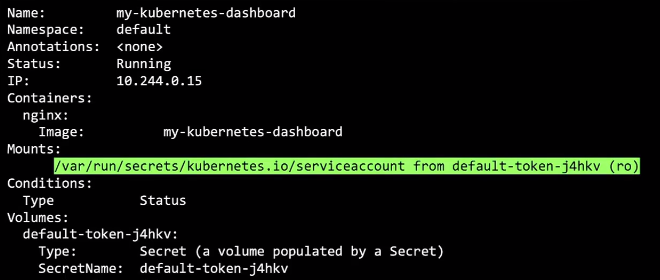 Name: my-kubernetes-dashboard
Namespace: default
Annotations: <none>
Status: Running
IP: 10.244.0.15
Containers:
nginx:
Image: my-kubernetes-dashboard
Mounts:
/var/run/secrets/kubernetes.io/serviceaccount from default-token-j4hkv (ro)
Conditions:
Type Status
Volumes:
default-token-j4hkv:
Type: Secret (a volume populated by a Secret)
SecretName: default-token-j4hkv